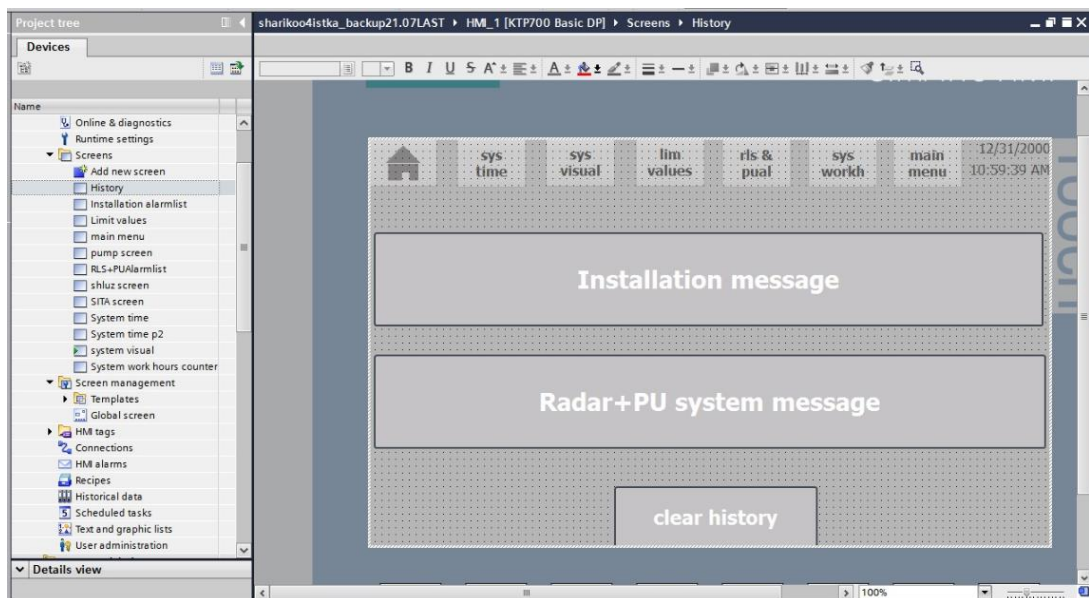 Project tree
sharikoo4istka_backup21.07LAST ▸ HMI_1 [KTP700 Basic DP] ▸ Screens ▸ History
Devices
B I U S A
Name
Online & diagnostics
Runtime settings
Screens
Add new screen
History
Installation alarmlist
Limit values
main menu
pump screen
RLS+PUAlarmlist
shluz screen
SITA screen
System time
System time p2
system visual
System work hours counter
Screen management
Templates
Global screen
HMI tags
Connections
HMI alarms
Recipes
Historical data
Scheduled tasks
Text and graphic lists
User administration
Details view
sys time
sys visual
lim values
rls & pual
sys workh
main menu
12/31/2000
10:59:39 AM
TOUCH
Installation message
Radar+PU system message
clear history
100%